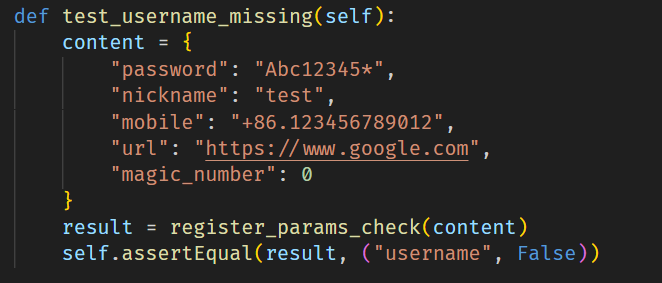 def test_username_missing(self):
    content = {
        "password": "Abc12345*",
        "nickname": "test",
        "mobile": "+86.123456789012",
        "url": "https://www.google.com",
        "magic_number": 0
    }
    result = register_params_check(content)
    self.assertEqual(result, ("username", False))